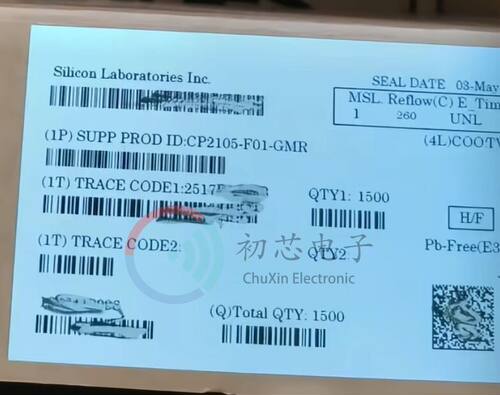 Silicon Laboratories Inc.
SEAL DATE 03-May
MSL Reflow(C) E_Tim
1 260 UNL
(1P) SUPP PROD ID:CP2105-F01-GMR
(4L)COO:TW
(1T) TRACE CODE1:2517
QTY1: 1500
H/F
(1T) TRACE CODE2:
QTY2
Pb-Free(E3
初芯电子
ChuXin Electronic
(Q)Total QTY: 1500